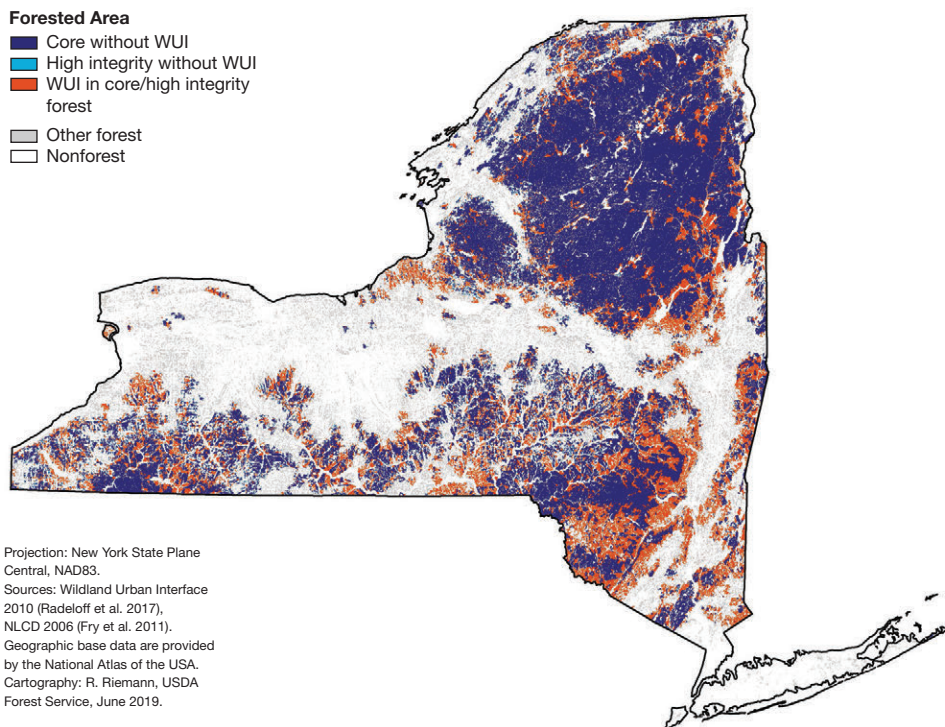 Forested Area
Core without WUI
High integrity without WUI
WUI in core/high integrity
forest
Other forest
Nonforest
Projection: New York State Plane
Central, NAD83.
Sources: Wildland Urban Interface
2010 (Radeloff et al. 2017),
NLCD 2006 (Fry et al. 2011).
Geographic base data are provided
by the National Atlas of the USA.
Cartography: R. Riemann, USDA
Forest Service, June 2019.